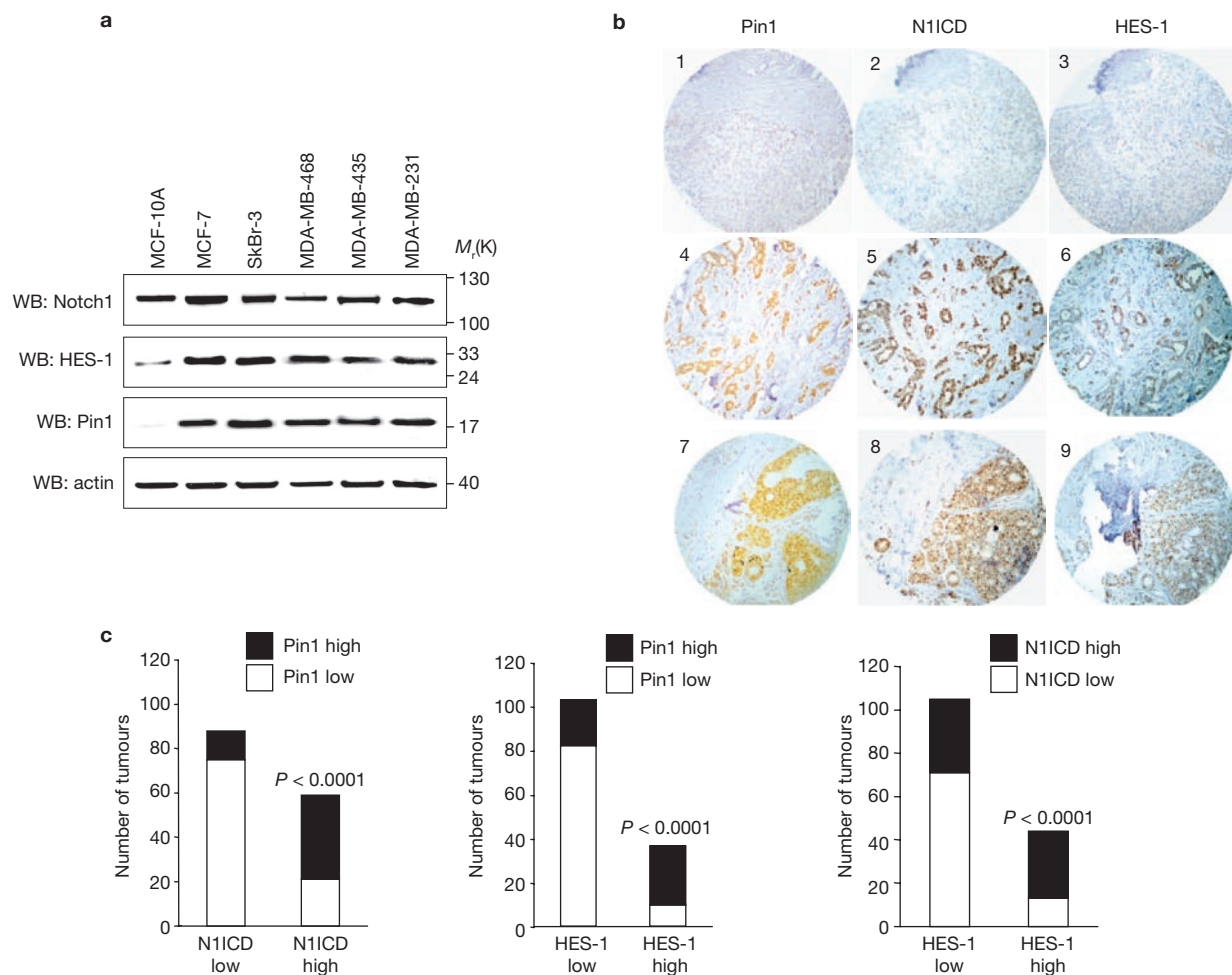 a
MCF-10A
MCF-7
SkBr-3
MDA-MB-468
MDA-MB-435
MDA-MB-231
Mr(K)
WB: Notch1
130
100
WB: HES-1
33
24
WB: Pin1
17
WB: actin
40
b
Pin1 N1ICD HES-1
1 2 3
4 5 6
7 8 9
c
Pin1 high
Pin1 low
Number of tumours
120
100
80
60
40
20
0
P < 0.0001
N1ICD low
N1ICD high
Pin1 high
Pin1 low
Number of tumours
120
100
80
60
40
20
0
P < 0.0001
HES-1 low
HES-1 high
N1ICD high
N1ICD low
Number of tumours
120
100
80
60
40
20
0
P < 0.0001
HES-1 low
HES-1 high